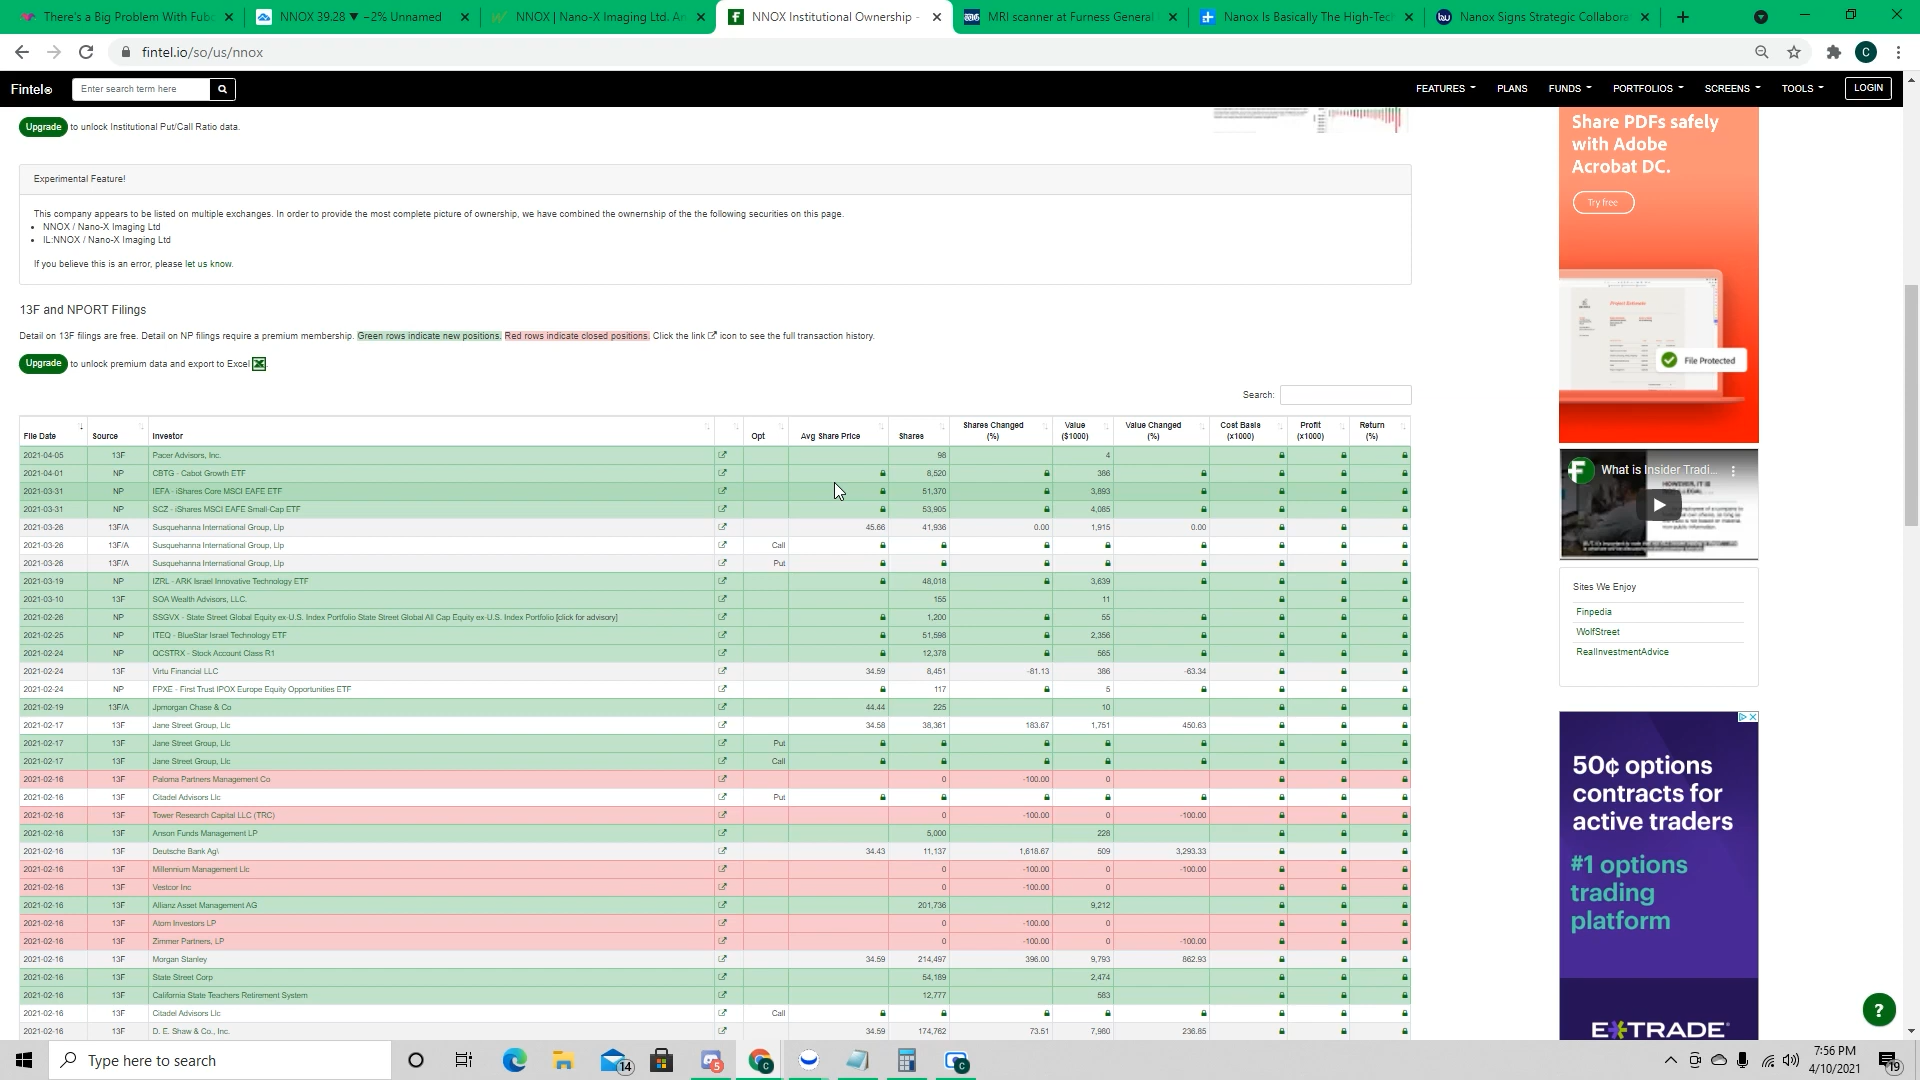 There's a Big Problem With Fubo
NNOX 39.28 ▼ −2% Unnamed
NNOX | Nano-X Imaging Ltd. An
NNOX Institutional Ownership -
MRI scanner at Furness General
Nanox Is Basically The High-Tech
Nanox Signs Strategic Collabora
fintel.io/so/us/nnox
Fintel
Enter search term here
FEATURES PLANS FUNDS PORTFOLIOS SCREENS TOOLS LOGIN
Upgrade to unlock Institutional Put/Call Ratio data.
Experimental Feature!
This company appears to be listed on multiple exchanges. In order to provide the most complete picture of ownership, we have combined the ownernship of the the following securities on this page.
NNOX / Nano-X Imaging Ltd
IL:NNOX / Nano-X Imaging Ltd
If you believe this is an error, please let us know.
13F and NPORT Filings
Detail on 13F filings are free. Detail on NP filings require a premium membership. Green rows indicate new positions. Red rows indicate closed positions. Click the link icon to see the full transaction history.
Upgrade to unlock premium data and export to Excel
Search:
File Date Source Investor Opt Avg Share Price Shares Shares Changed (%) Value ($1000) Value Changed (%) Cost Basis (x1000) Profit (x1000) Return (%)
2021-04-05 13F Pacer Advisors, Inc. 98 4
2021-04-01 NP CBTG - Cabot Growth ETF 8,520 386
2021-03-31 NP IEFA - iShares Core MSCI EAFE ETF 51,370 3,893
2021-03-31 NP SCZ - iShares MSCI EAFE Small-Cap ETF 53,905 4,085
2021-03-26 13F/A Susquehanna International Group, Llp 45.66 41,936 0.00 1,915 0.00
2021-03-26 13F/A Susquehanna International Group, Llp Call
2021-03-26 13F/A Susquehanna International Group, Llp Put
2021-03-19 NP IZRL - ARK Israel Innovative Technology ETF 48,018 3,639
2021-03-10 13F SOA Wealth Advisors, LLC. 155 11
2021-02-26 NP SSGVX - State Street Global Equity ex-U.S. Index Portfolio State Street Global All Cap Equity ex-U.S. Index Portfolio [click for advisory] 1,200 55
2021-02-25 NP ITEQ - BlueStar Israel Technology ETF 51,598 2,356
2021-02-24 NP QCSTRX - Stock Account Class R1 12,378 565
2021-02-24 13F Virtu Financial LLC 34.59 8,451 -81.13 386 -63.34
2021-02-24 NP FPXE - First Trust IPOX Europe Equity Opportunities ETF 117 5
2021-02-19 13F/A Jpmorgan Chase & Co 44.44 225 10
2021-02-17 13F Jane Street Group, Llc 34.58 38,361 183.67 1,751 450.63
2021-02-17 13F Jane Street Group, Llc Put
2021-02-17 13F Jane Street Group, Llc Call
2021-02-16 13F Paloma Partners Management Co 0 -100.00 0
2021-02-16 13F Citadel Advisors Llc Put
2021-02-16 13F Tower Research Capital LLC (TRC) 0 -100.00 0 -100.00
2021-02-16 13F Anson Funds Management LP 5,000 228
2021-02-16 13F Deutsche Bank Ag\ 34.43 11,137 1,618.67 509 3,293.33
2021-02-16 13F Millennium Management Llc 0 -100.00 0 -100.00
2021-02-16 13F Vestcor Inc 0 -100.00 0
2021-02-16 13F Allianz Asset Management AG 201,736 9,212
2021-02-16 13F Atom Investors LP 0 -100.00 0
2021-02-16 13F Zimmer Partners, LP 0 -100.00 0 -100.00
2021-02-16 13F Morgan Stanley 34.59 214,497 396.00 9,793 862.93
2021-02-16 13F State Street Corp 54,189 2,474
2021-02-16 13F California State Teachers Retirement System 12,777 583
2021-02-16 13F Citadel Advisors Llc Call
2021-02-16 13F D. E. Shaw & Co., Inc. 34.59 174,762 73.51 7,980 236.85
Share PDFs safely
with Adobe
Acrobat DC.
Try free
File Protected
What is Insider Tradi...
Sites We Enjoy
Finpedia
WolfStreet
RealInvestmentAdvice
50¢ options
contracts for
active traders
#1 options
trading
platform
E*TRADE
?
Type here to search
14
5
7:56 PM
4/10/2021
19